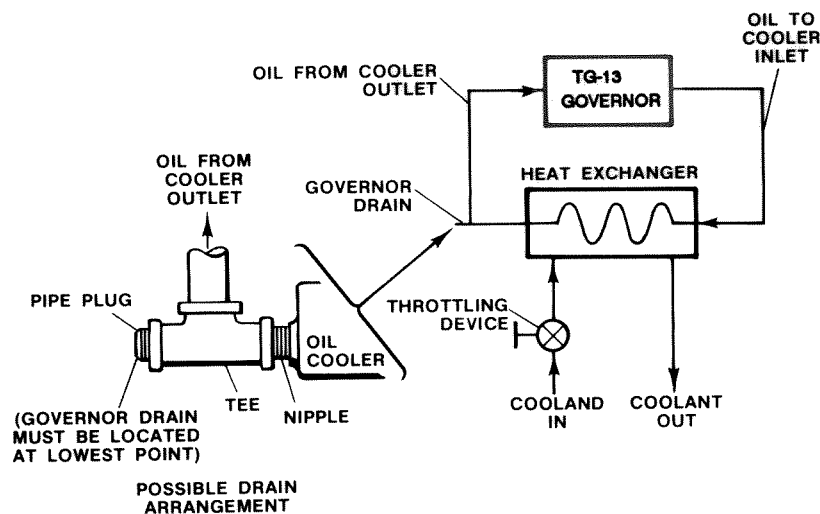 OIL TO
COOLER
INLET
OIL FROM COOLER
OUTLET
TG-13
GOVERNOR
OIL FROM
COOLER
OUTLET
GOVERNOR
DRAIN
HEAT EXCHANGER
PIPE PLUG
THROTTLING
DEVICE
OIL
COOLER
TEE
NIPPLE
(GOVERNOR DRAIN
MUST BE LOCATED
AT LOWEST POINT)
COOLAND
IN
COOLANT
OUT
POSSIBLE DRAIN
ARRANGEMENT